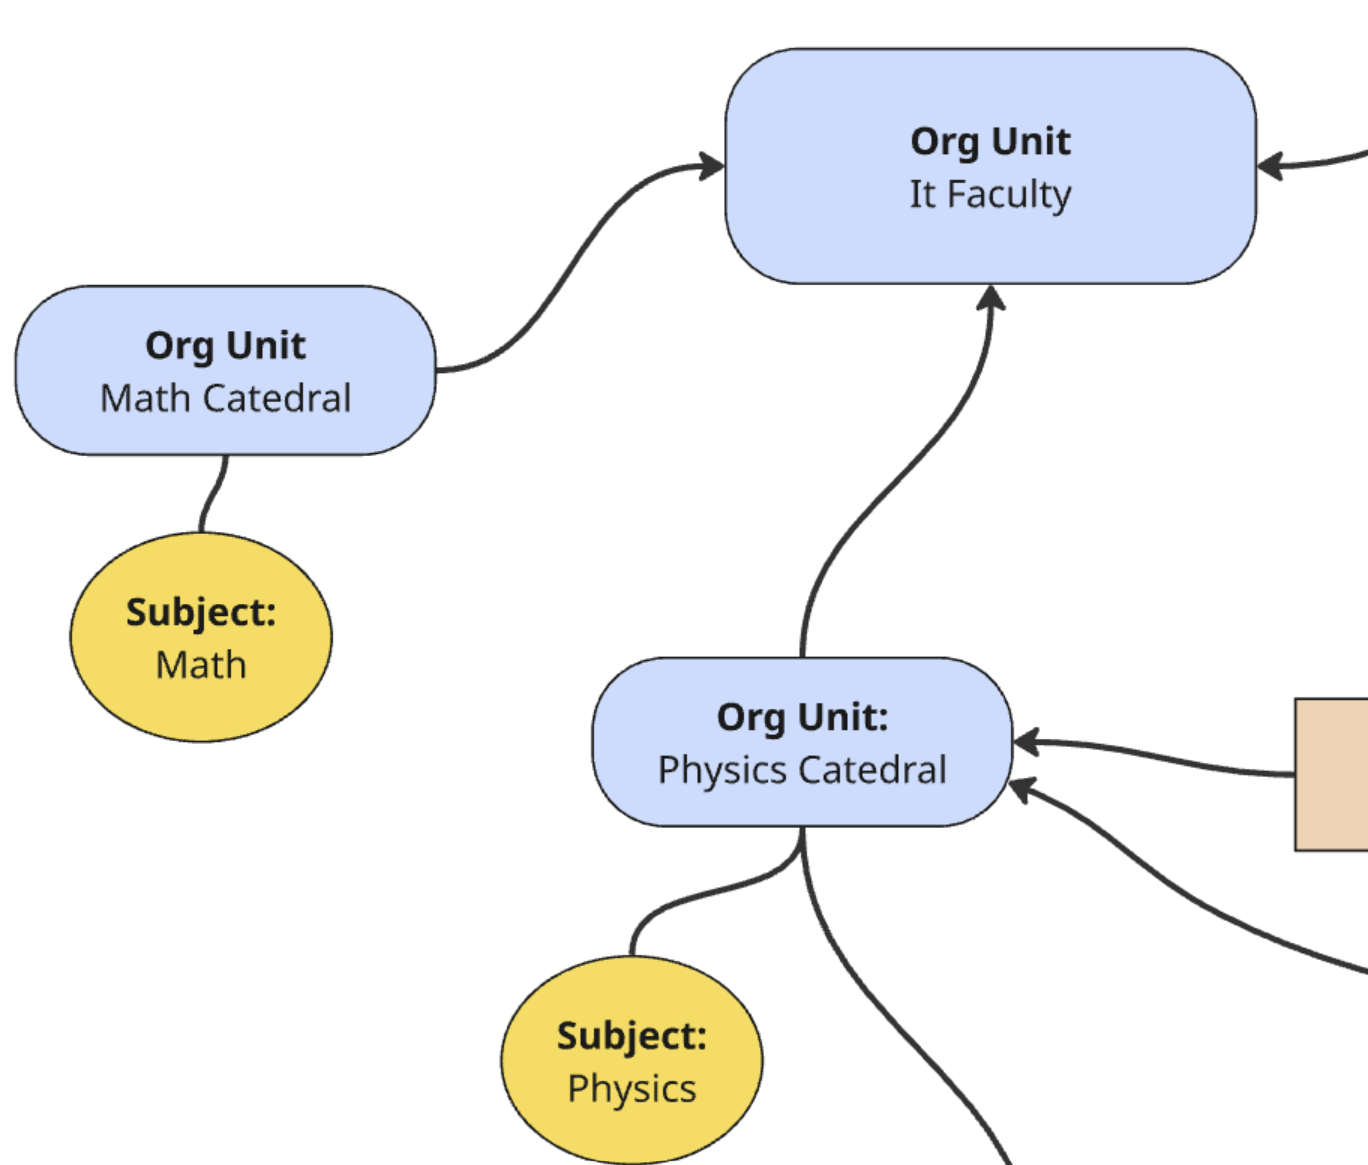 Org Unit
It Faculty
Org Unit
Math Catedral
Subject:
Math
Org Unit:
Physics Catedral
Subject:
Physics